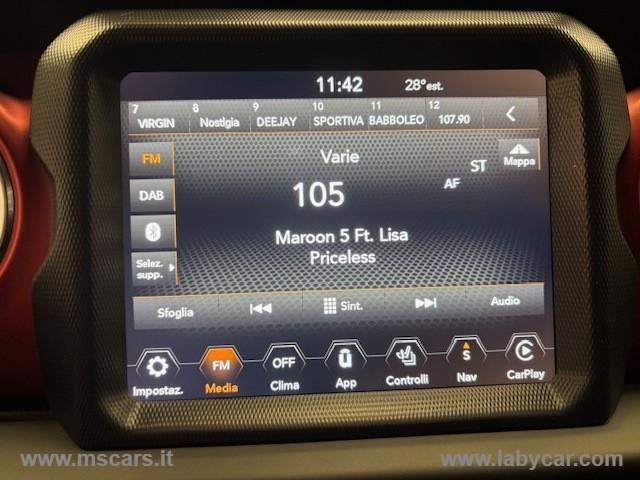 11:42 28°est.
7 8 9 10 11 12
VIRGIN Nostlgia DEEJAY SPORTIVA BABBOLEO 107.90
FM Varie Mappa
ST
DAB 105 AF
Maroon 5 Ft. Lisa
Priceless
Selez.
supp.
Sfoglia Sint. Audio
OFF S
FM
Impostaz. Media Clima App Controlli Nav CarPlay
www.mscars.it www.labycar.com